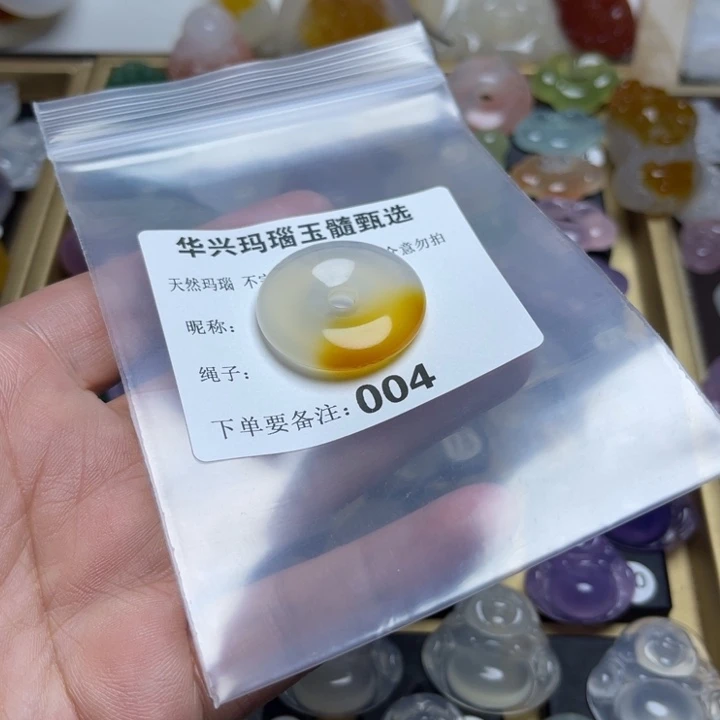 华兴玛瑙玉髓甄选
天然玛瑙 不 介意勿拍
昵称：
绳子：
下单要备注：004